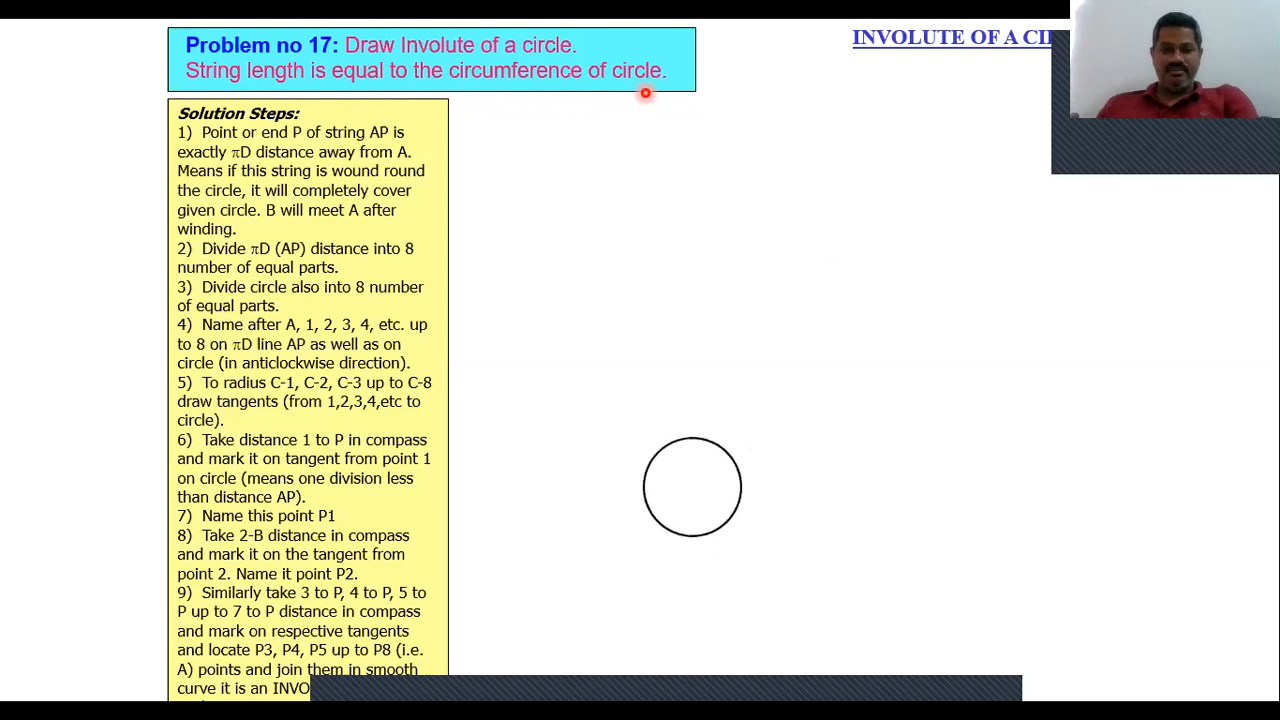 Problem no 17: Draw Involute of a circle.
String length is equal to the circumference of circle.
INVOLUTE OF A
Solution Steps:
1) Point or end P of string AP is
exactly πD distance away from A.
Means if this string is wound round
the circle, it will completely cover
given circle. B will meet A after
winding.
2) Divide πD (AP) distance into 8
number of equal parts.
3) Divide circle also into 8 number
of equal parts.
4) Name after A, 1, 2, 3, 4, etc. up
to 8 on πD line AP as well as on
circle (in anticlockwise direction).
5) To radius C-1, C-2, C-3 up to C-8
draw tangents (from 1,2,3,4,etc to
circle).
6) Take distance 1 to P in compass
and mark it on tangent from point 1
on circle (means one division less
than distance AP).
7) Name this point P1
8) Take 2-B distance in compass
and mark it on the tangent from
point 2. Name it point P2.
9) Similarly take 3 to P, 4 to P, 5 to
P up to 7 to P distance in compass
and mark on respective tangents
and locate P3, P4, P5 up to P8 (i.e.
A) points and join them in smooth
curve it is an